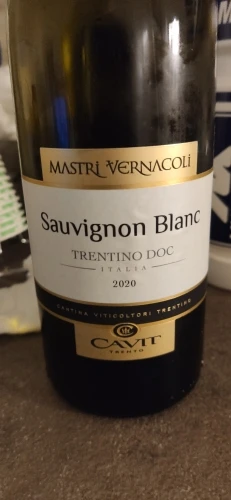 MASTRI VERNACOLI
Sauvignon Blanc
TRENTINO DOC
ITALIA
2020
CANTINA VITICOLTORI TRENTINO
CAVIT
TRENTO